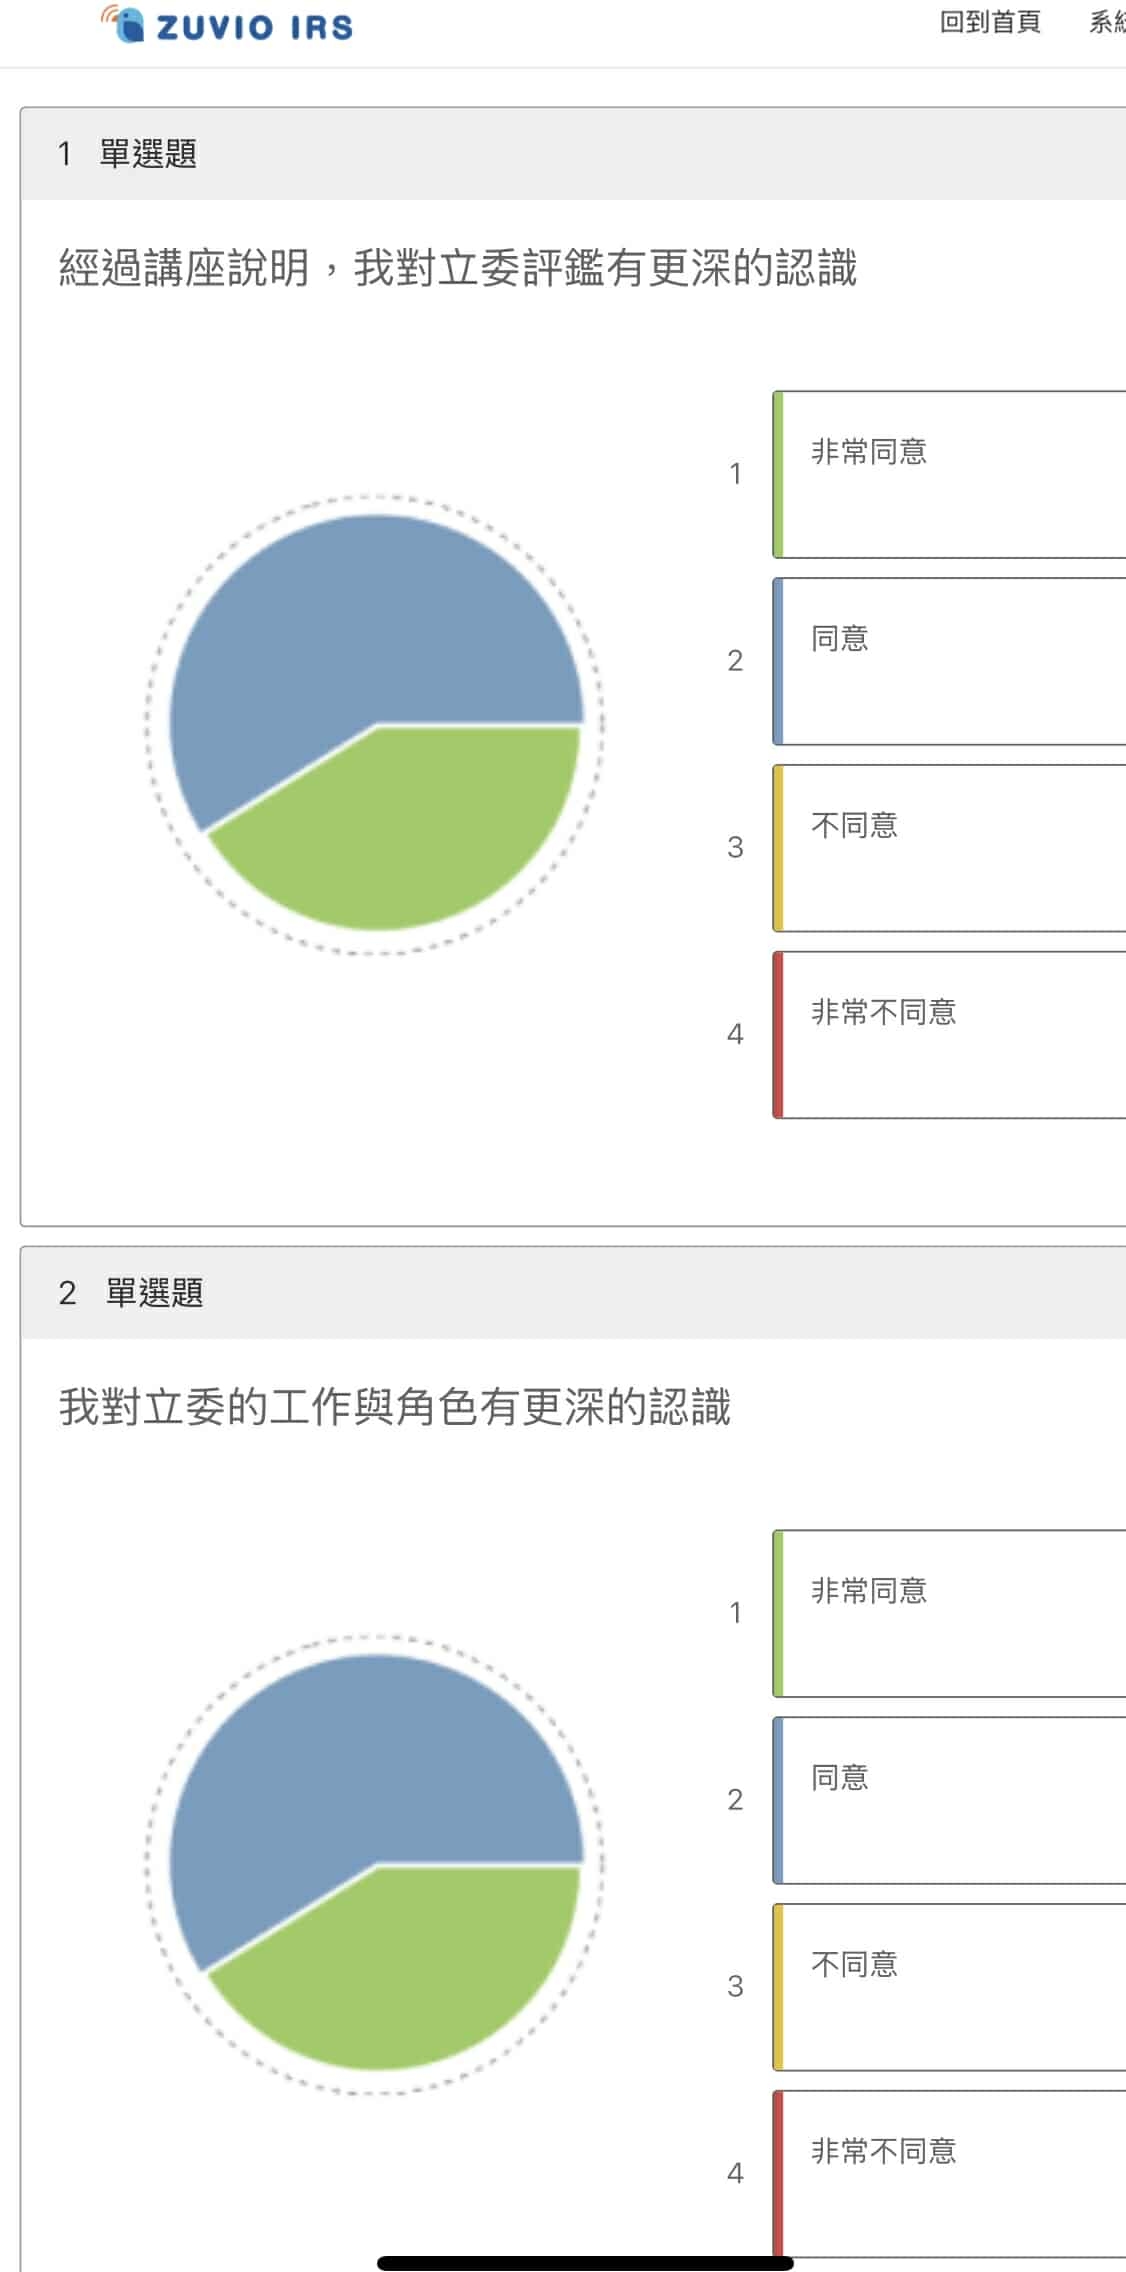 ZUVIO IRS
回到首頁 系統
1 單選題
經過講座說明，我對立委評鑑有更深的認識
1 非常同意
2 同意
3 不同意
4 非常不同意
2 單選題
我對立委的工作與角色有更深的認識
1 非常同意
2 同意
3 不同意
4 非常不同意